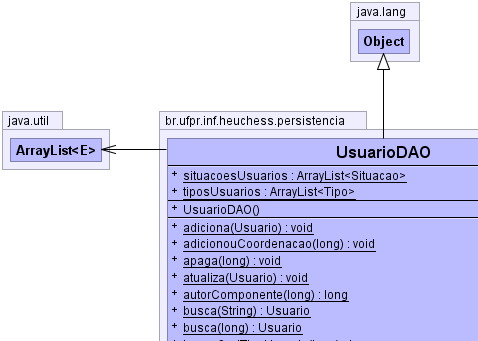 java.lang
Object
java.util
ArrayList<E>
br.ufpr.inf.heuchess.persistencia
UsuarioDAO
+ situacoesUsuarios : ArrayList<Situacao>
+ tiposUsuarios : ArrayList<Tipo>
+ UsuarioDAO()
+ adiciona(Usuario) : void
+ adicionouCoordenacao(long) : void
+ apaga(long) : void
+ atualiza(Usuario) : void
+ autorComponente(long) : long
+ busca(String) : Usuario
+ busca(long) : Usuario